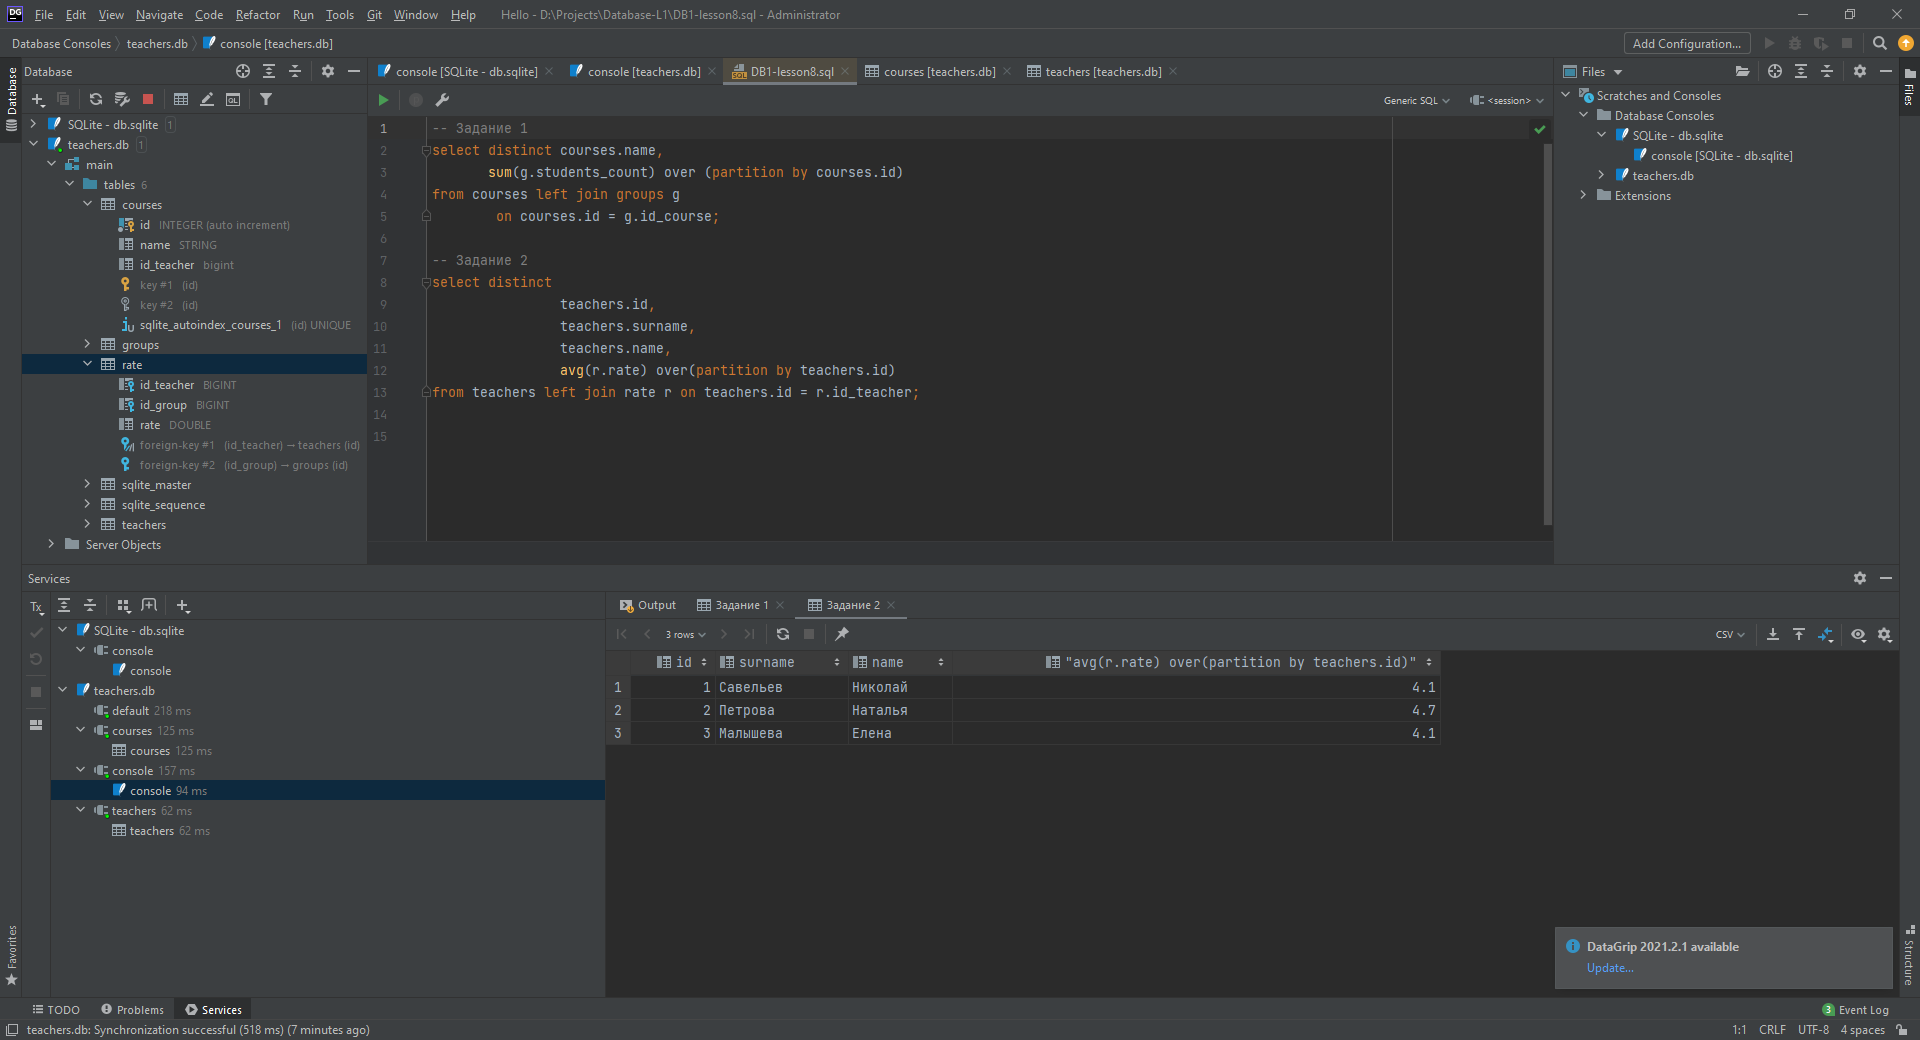 DG File Edit View Navigate Code Refactor Run Tools Git Window Help Hello - D:\Projects\Database-L1\DB1-lesson8.sql - Administrator
Database Consoles teachers.db console [teachers.db] Add Configuration...
Database
console [SQLite - db.sqlite] console [teachers.db] DB1-lesson8.sql courses [teachers.db] teachers [teachers.db]
Files
Generic SQL <session>
Database
SQLite - db.sqlite 1
teachers.db 1
main
tables 6
courses
id INTEGER (auto increment)
name STRING
id_teacher bigint
key #1 (id)
key #2 (id)
sqlite_autoindex_courses_1 (id) UNIQUE
groups
rate
id_teacher BIGINT
id_group BIGINT
rate DOUBLE
foreign-key #1 (id_teacher) → teachers (id)
foreign-key #2 (id_group) → groups (id)
sqlite_master
sqlite_sequence
teachers
Server Objects
1 -- Задание 1
2 select distinct courses.name,
3 sum(g.students_count) over (partition by courses.id)
4 from courses left join groups g
5 on courses.id = g.id_course;
6
7 -- Задание 2
8 select distinct
9 teachers.id,
10 teachers.surname,
11 teachers.name,
12 avg(r.rate) over(partition by teachers.id)
13 from teachers left join rate r on teachers.id = r.id_teacher;
14
15
Scratches and Consoles
Database Consoles
SQLite - db.sqlite
console [SQLite - db.sqlite]
teachers.db
Extensions
Files
Services
Tx
SQLite - db.sqlite
console
console
teachers.db
default 218 ms
courses 125 ms
courses 125 ms
console 157 ms
console 94 ms
teachers 62 ms
teachers 62 ms
Output Задание 1 Задание 2
3 rows CSV
id surname name "avg(r.rate) over(partition by teachers.id)"
1 1 Савельев Николай 4.1
2 2 Петрова Наталья 4.7
3 3 Малышева Елена 4.1
DataGrip 2021.2.1 available
Update...
Favorites
Structure
TODO Problems Services 3 Event Log
teachers.db: Synchronization successful (518 ms) (7 minutes ago) 1:1 CRLF UTF-8 4 spaces